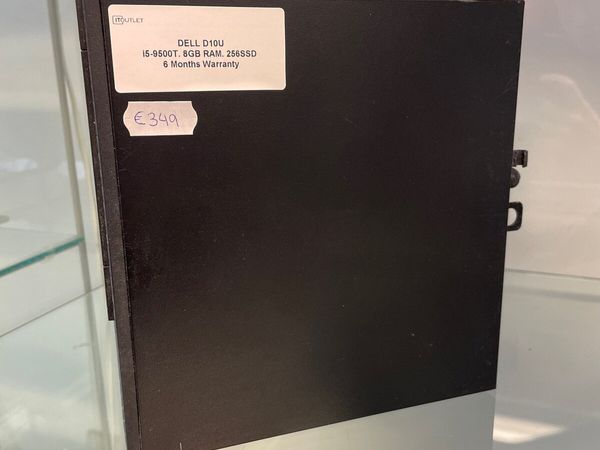 itOUTLET
DELL D10U
i5-9500T. 8GB RAM. 256SSD
6 Months Warranty
€349